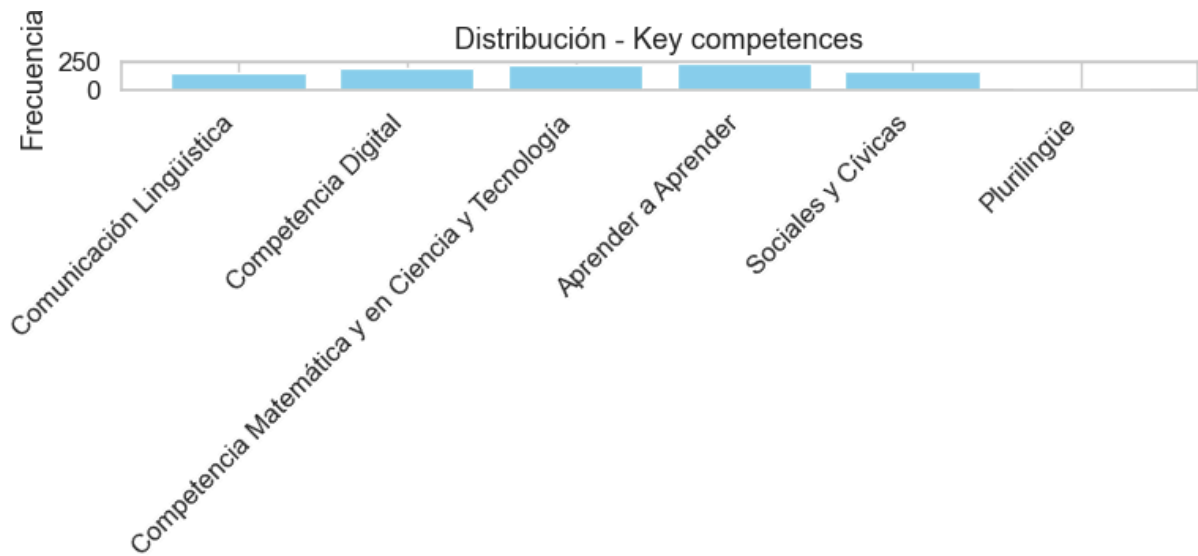 Distribución - Key competences
Frecuencia
250
0
Comunicación Lingüística
Competencia Digital
Competencia Matemática y en Ciencia y Tecnología
Aprender a Aprender
Sociales y Cívicas
Plurilingüe